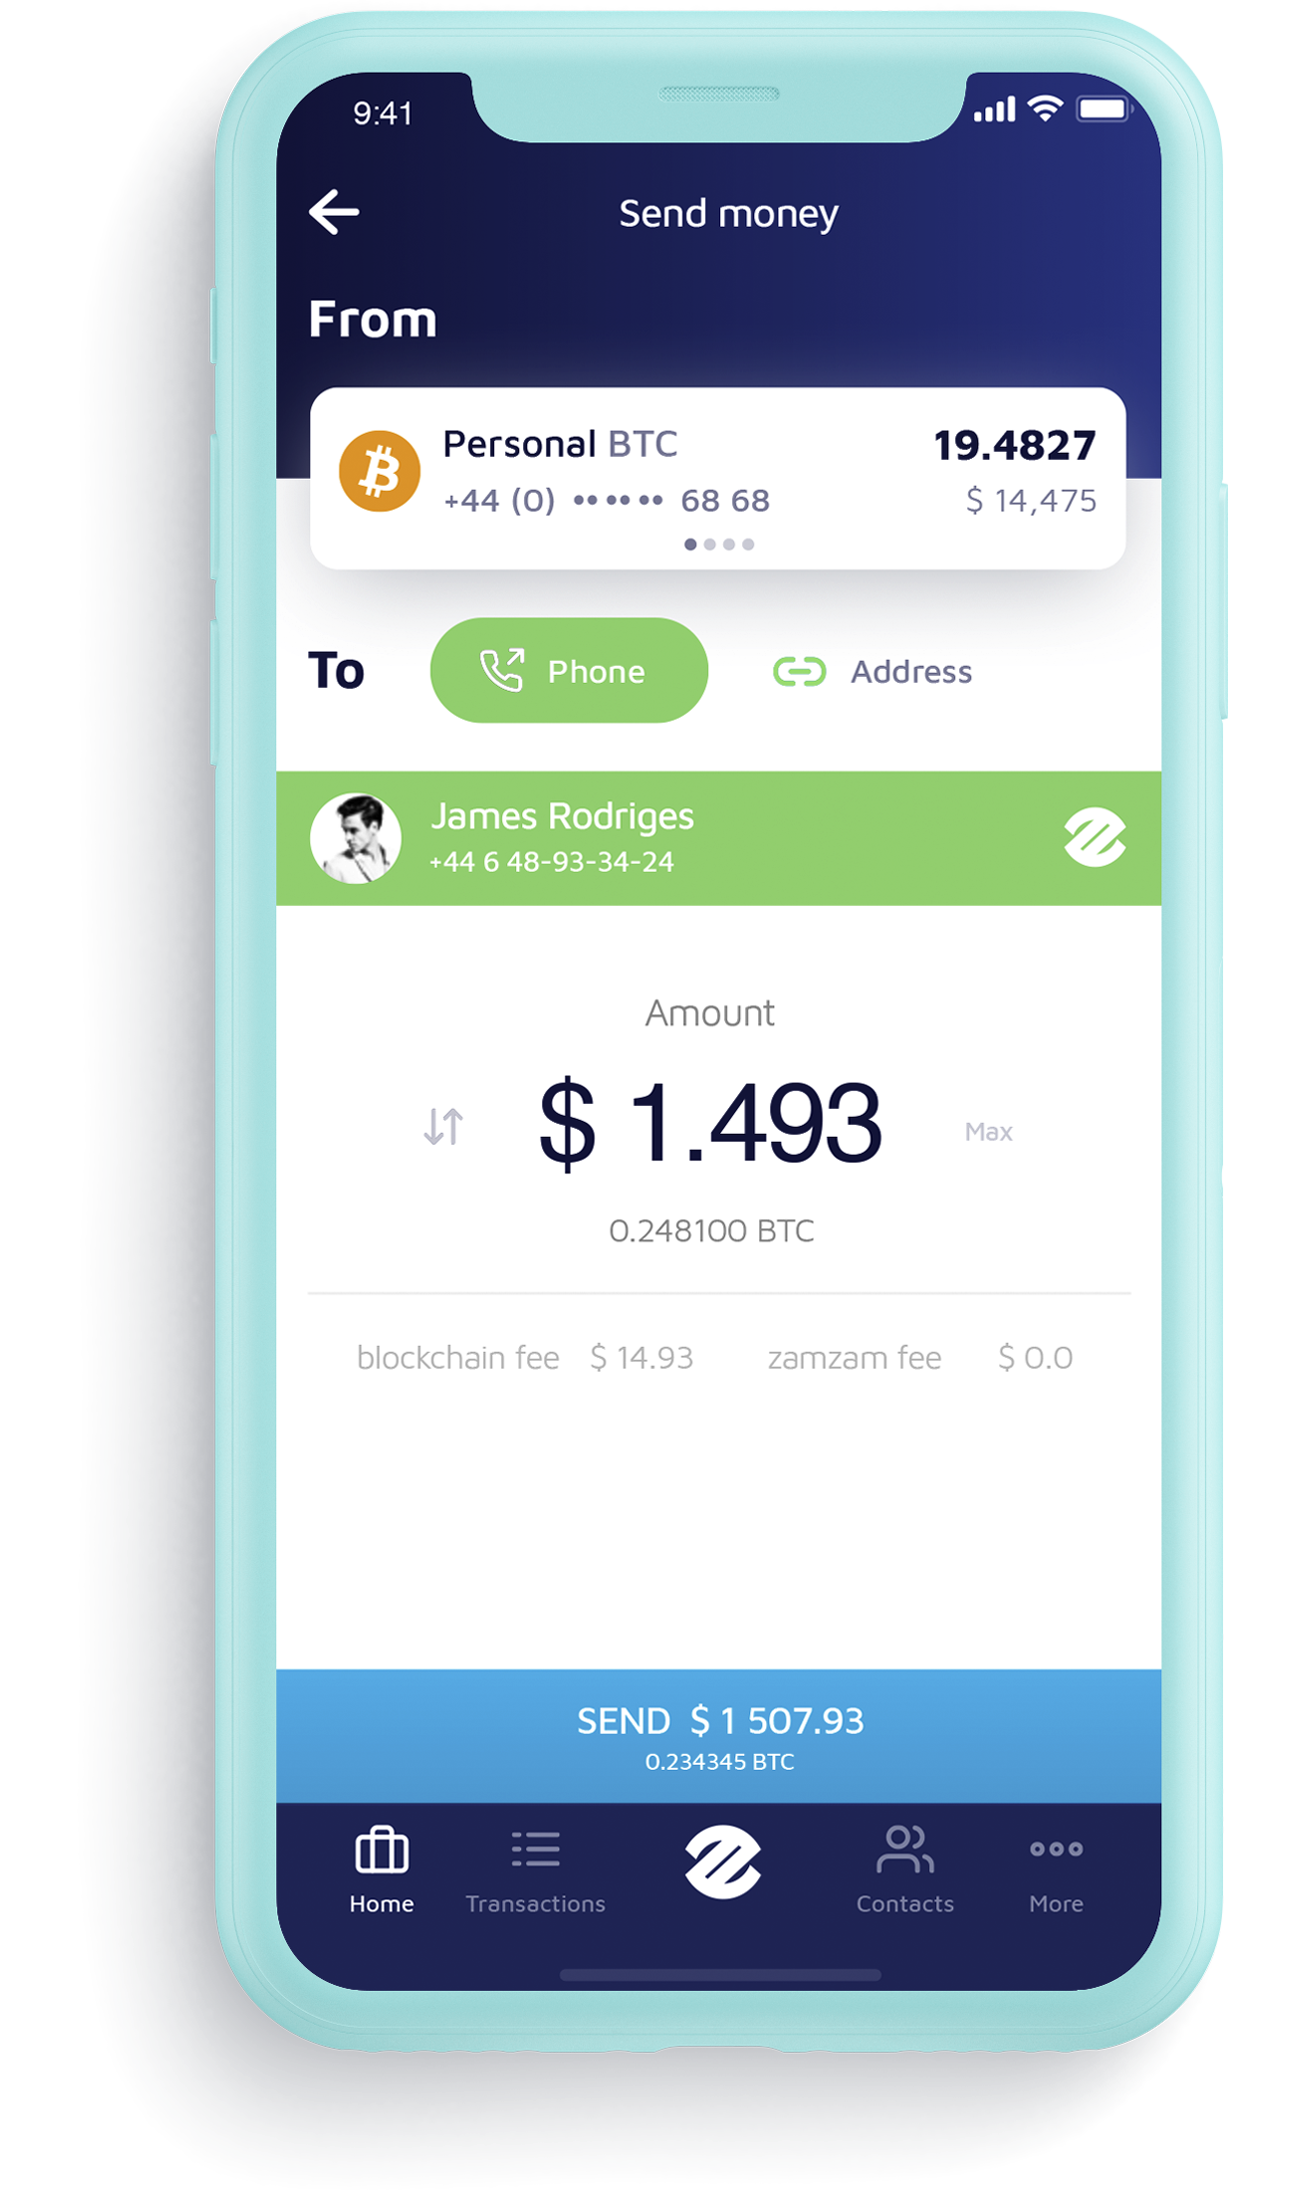 9:41
Send money
From
Personal BTC 19.4827
+44 (0) •• •• •• 68 68 $ 14,475
To Phone Address
James Rodriges
+44 6 48-93-34-24
Amount
$ 1.493 Max
0.248100 BTC
blockchain fee $ 14.93 zamzam fee $ 0.0
SEND $ 1 507.93
0.234345 BTC
Home Transactions Contacts More